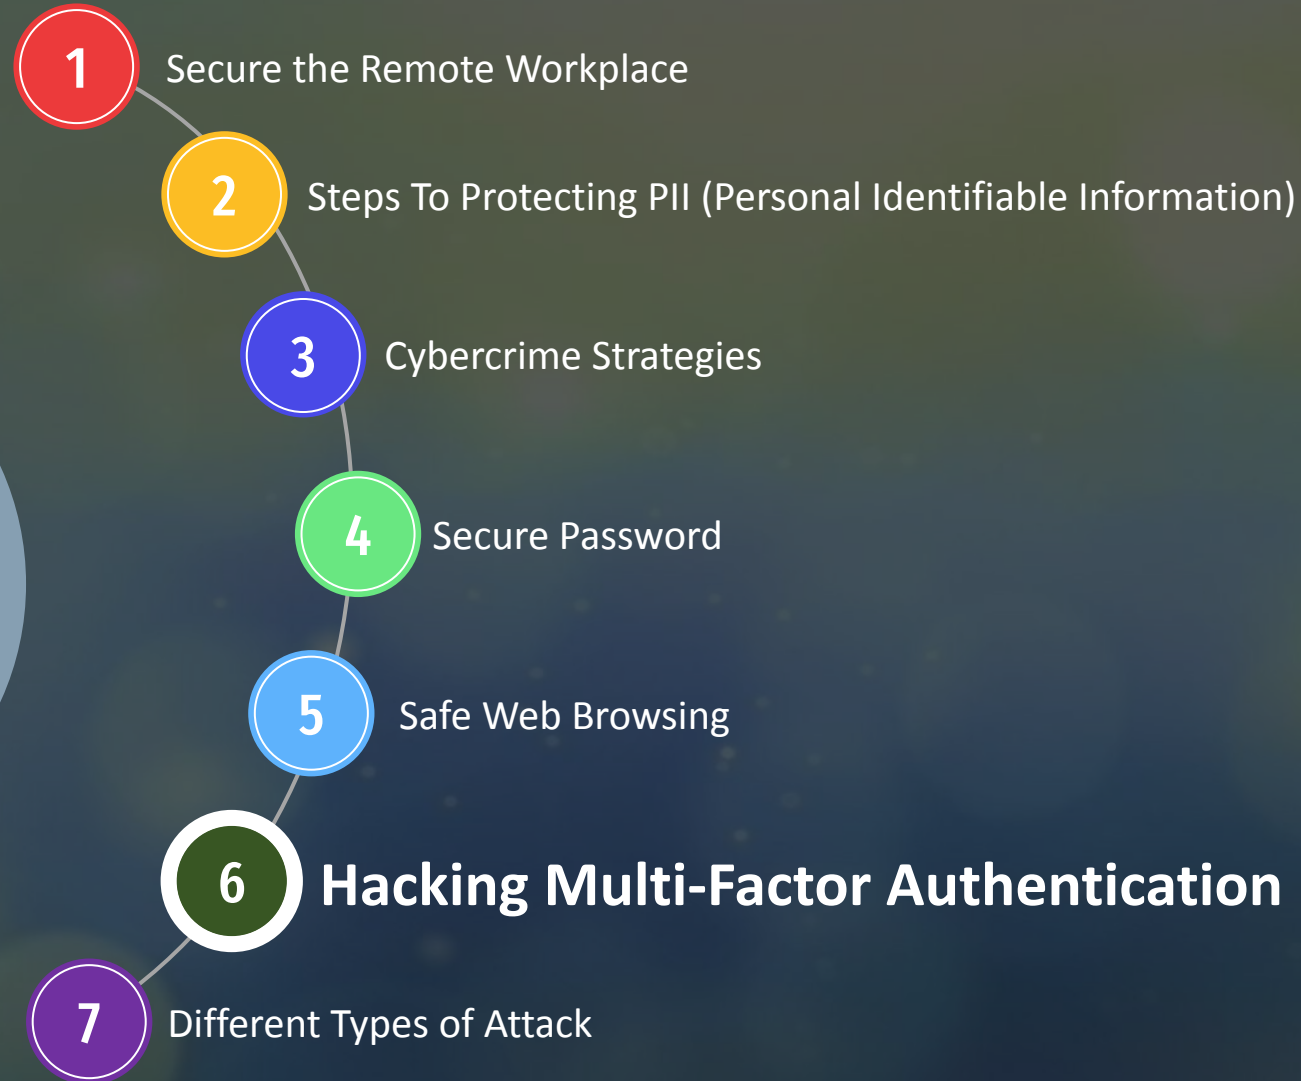 1 Secure the Remote Workplace
2 Steps To Protecting PII (Personal Identifiable Information)
3 Cybercrime Strategies
4 Secure Password
5 Safe Web Browsing
6 Hacking Multi-Factor Authentication
7 Different Types of Attack